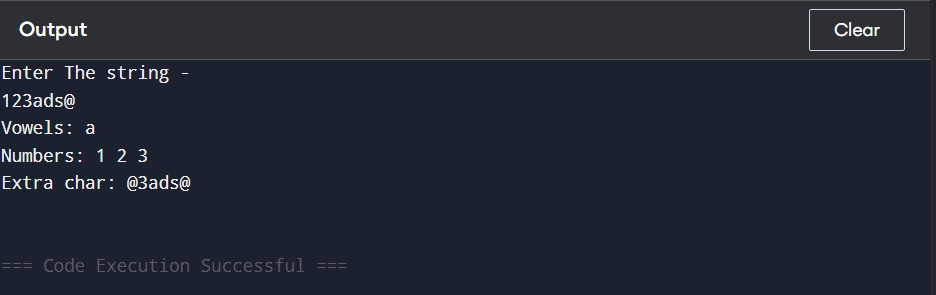 Output
Clear
Enter The string -
123ads@
Vowels: a
Numbers: 1 2 3
Extra char: @3ads@
=== Code Execution Successful ===